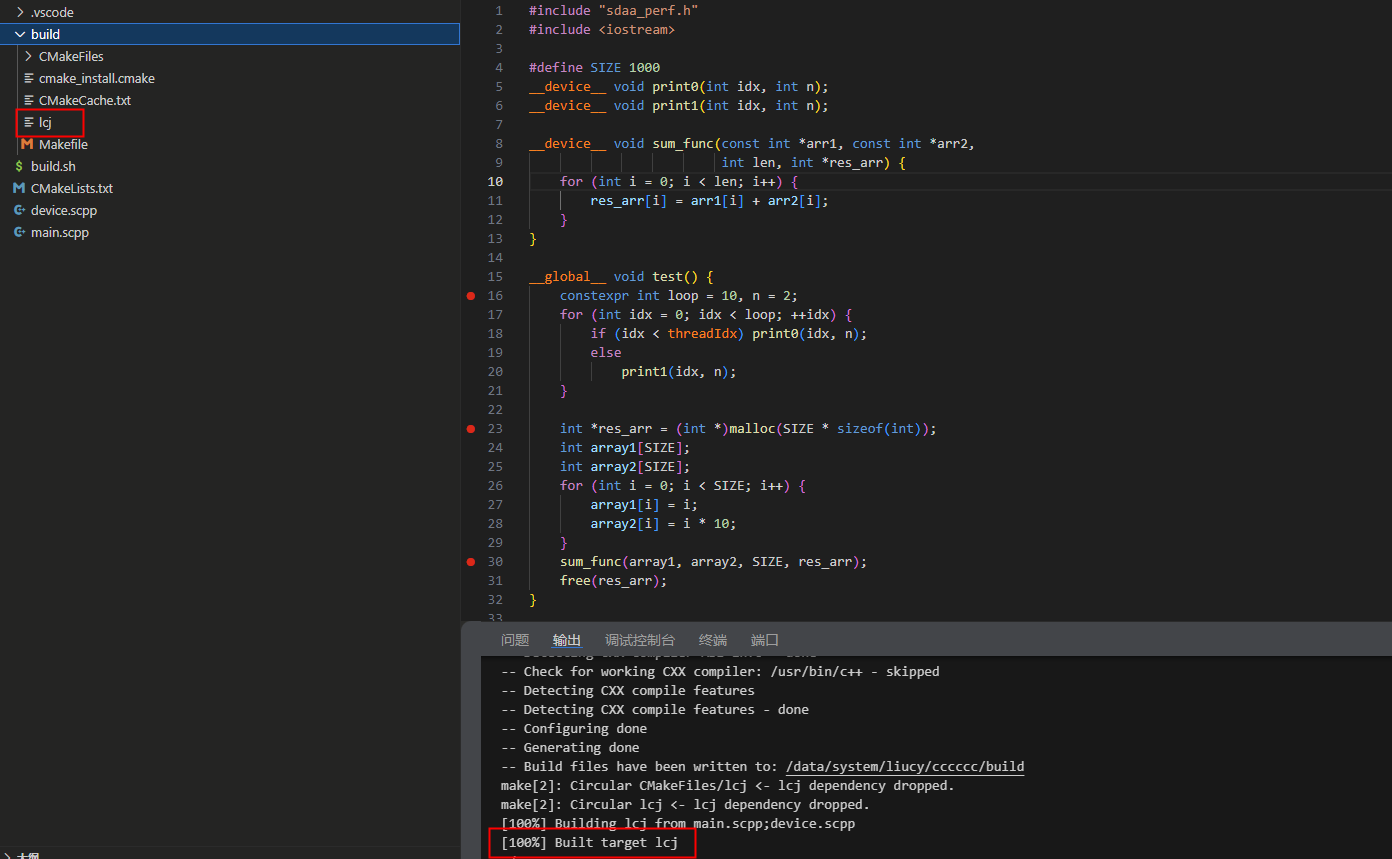 .vscode
build
CMakeFiles
cmake_install.cmake
CMakeCache.txt
lcj
Makefile
build.sh
CMakeLists.txt
device.scpp
main.scpp
大纲
1 #include "sdaa_perf.h"
2 #include <iostream>
3
4 #define SIZE 1000
5 __device__ void print0(int idx, int n);
6 __device__ void print1(int idx, int n);
7
8 __device__ void sum_func(const int *arr1, const int *arr2,
9                          int len, int *res_arr) {
10     for (int i = 0; i < len; i++) {
11         res_arr[i] = arr1[i] + arr2[i];
12     }
13 }
14
15 __global__ void test() {
16     constexpr int loop = 10, n = 2;
17     for (int idx = 0; idx < loop; ++idx) {
18         if (idx < threadIdx) print0(idx, n);
19         else
20             print1(idx, n);
21     }
22
23     int *res_arr = (int *)malloc(SIZE * sizeof(int));
24     int array1[SIZE];
25     int array2[SIZE];
26     for (int i = 0; i < SIZE; i++) {
27         array1[i] = i;
28         array2[i] = i * 10;
29     }
30     sum_func(array1, array2, SIZE, res_arr);
31     free(res_arr);
32 }
33
问题 输出 调试控制台 终端 端口
-- Check for working CXX compiler: /usr/bin/c++ - skipped
-- Detecting CXX compile features
-- Detecting CXX compile features - done
-- Configuring done
-- Generating done
-- Build files have been written to: /data/system/liucy/cccccc/build
make[2]: Circular CMakeFiles/lcj <- lcj dependency dropped.
make[2]: Circular lcj <- lcj dependency dropped.
[100%] Building lcj from main.scpp;device.scpp
[100%] Built target lcj